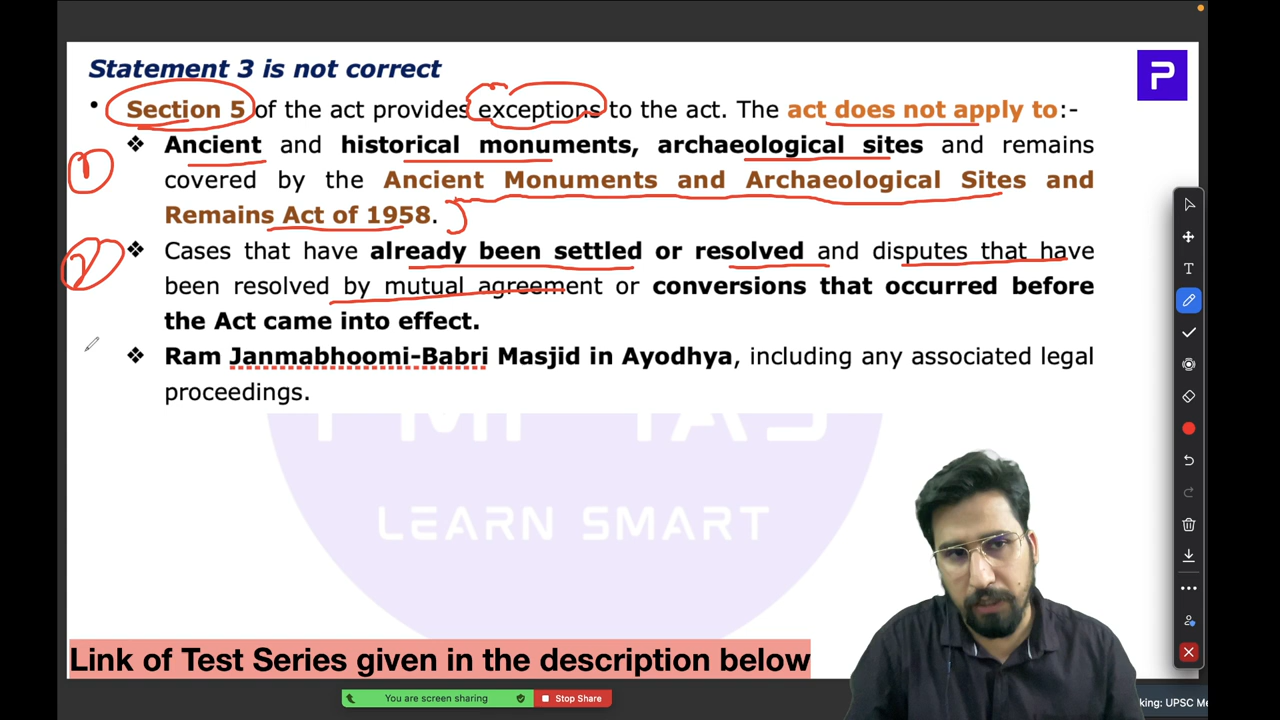 Statement 3 is not correct
• Section 5 of the act provides exceptions to the act. The act does not apply to:-
1
❖ Ancient and historical monuments, archaeological sites and remains
covered by the Ancient Monuments and Archaeological Sites and
Remains Act of 1958.
2
❖ Cases that have already been settled or resolved and disputes that have
been resolved by mutual agreement or conversions that occurred before
the Act came into effect.
❖ Ram Janmabhoomi-Babri Masjid in Ayodhya, including any associated legal
proceedings.
LEARN SMART
Link of Test Series given in the description below
You are screen sharing
Stop Share
king: UPSC Me
P
T